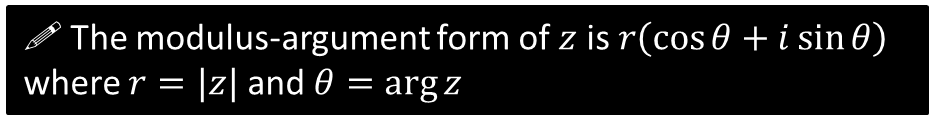 The modulus-argument form of z is r(cos θ + i sin θ)
where r = |z| and θ = arg z